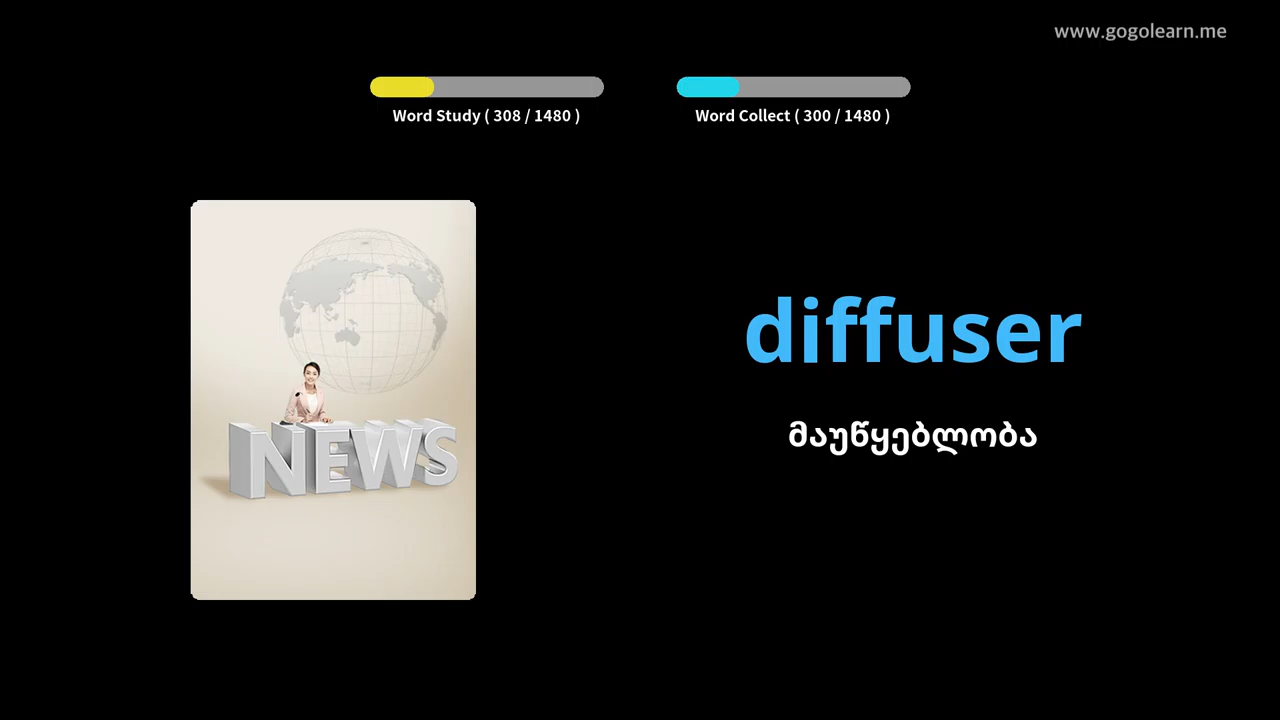 www.gogolearn.me
Word Study ( 308 / 1480 )
Word Collect ( 300 / 1480 )
NEWS
diffuser
მაუწყებლობა